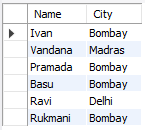 Name City
Ivan Bombay
Vandana Madras
Pramada Bombay
Basu Bombay
Ravi Delhi
Rukmani Bombay